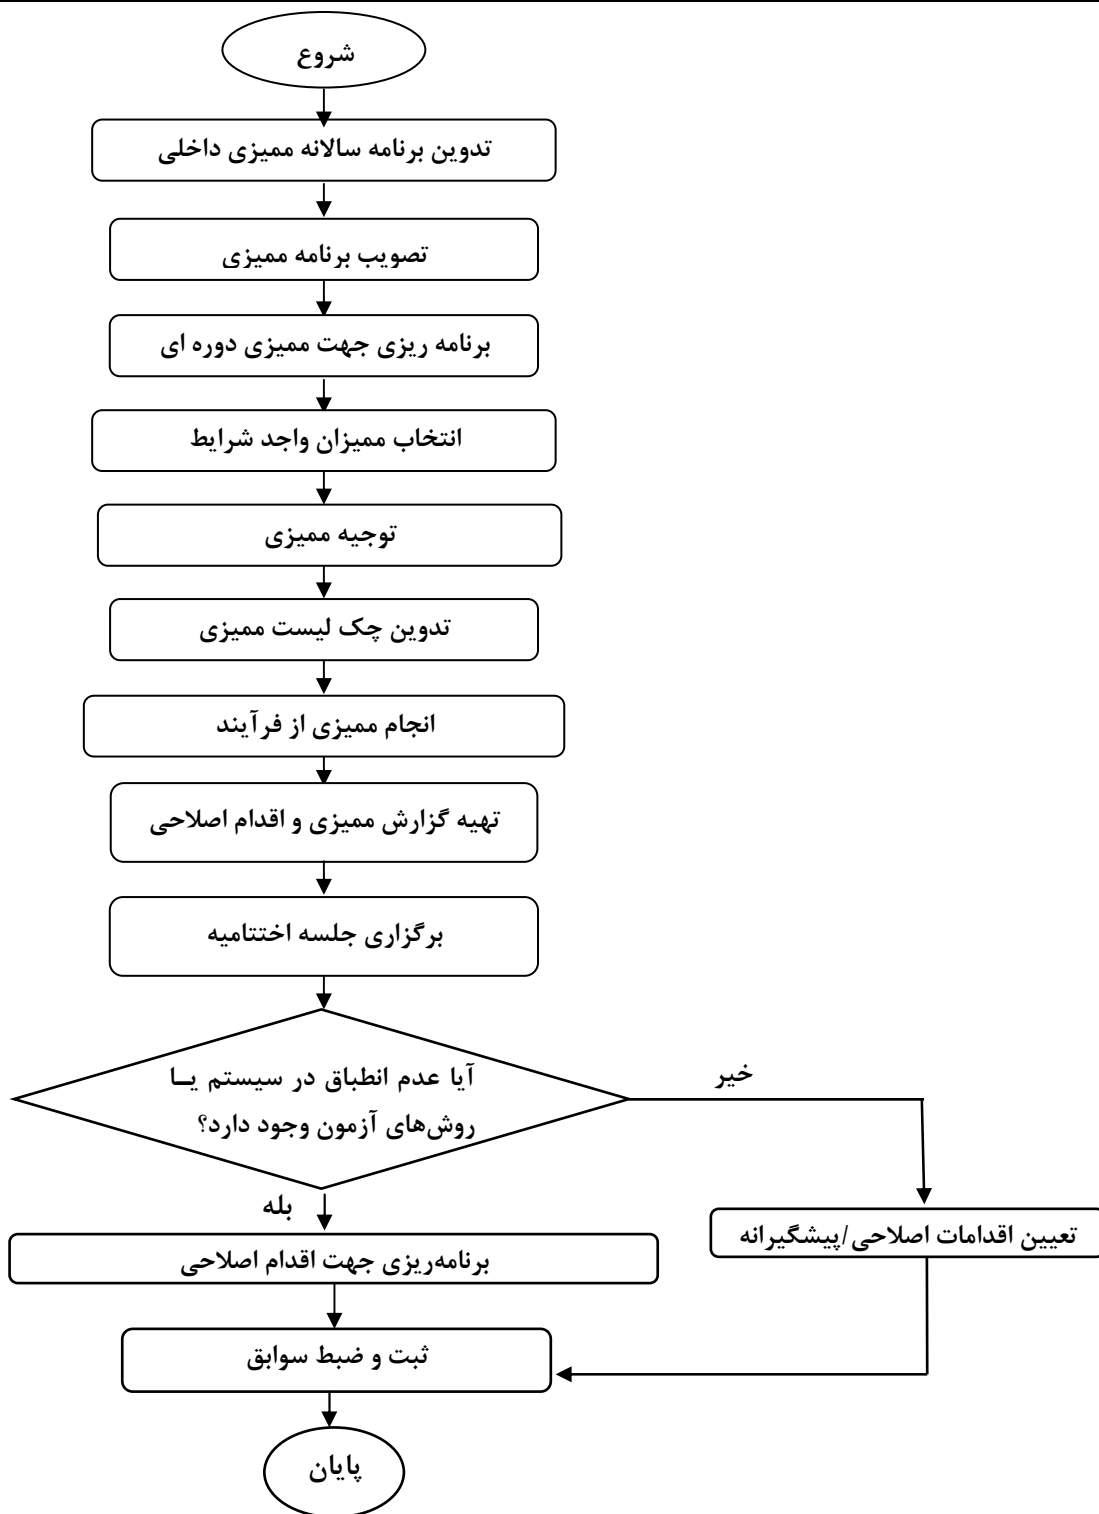 شروع
تدوین برنامه سالانه ممیزی داخلی
تصویب برنامه ممیزی
برنامه ریزی جهت ممیزی دوره ای
انتخاب ممیزان واجد شرایط
توجیه ممیزی
تدوین چک لیست ممیزی
انجام ممیزی از فرآیند
تهیه گزارش ممیزی و اقدام اصلاحی
برگزاری جلسه اختتامیه
آیا عدم انطباق در سیستم یـا
روش‌های آزمون وجود دارد؟
خیر
بله
تعیین اقدامات اصلاحی/پیشگیرانه
برنامه‌ریزی جهت اقدام اصلاحی
ثبت و ضبط سوابق
پایان